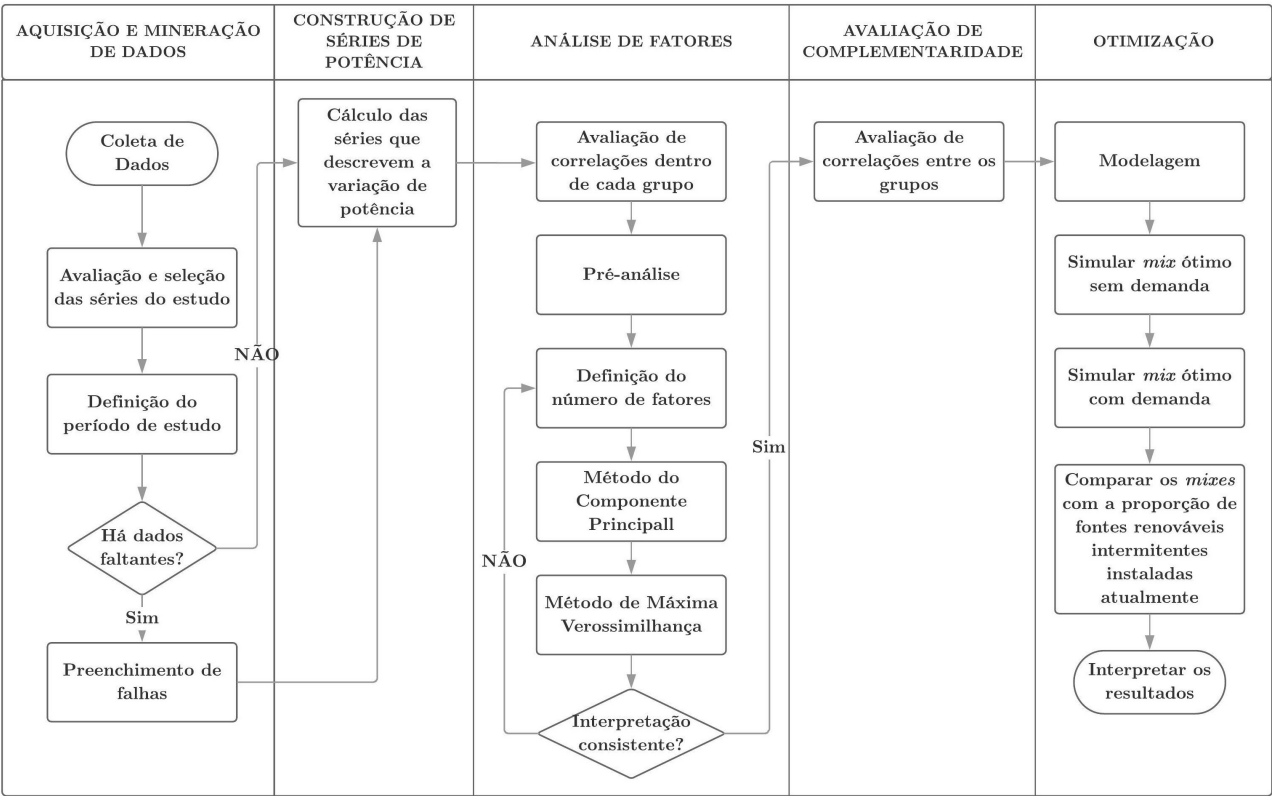 AQUISIÇÃO E MINERAÇÃO
DE DADOS
CONSTRUÇÃO DE
SÉRIES DE
POTÊNCIA
ANÁLISE DE FATORES
AVALIAÇÃO DE
COMPLEMENTARIDADE
OTIMIZAÇÃO
Coleta de
Dados
Avaliação e seleção
das séries do estudo
Definição do
período de estudo
Há dados
faltantes?
NÃO
Sim
Preenchimento de
falhas
Cálculo das
séries que
descrevem a
variação de
potência
Avaliação de
correlações dentro
de cada grupo
Pré-análise
Definição do
número de fatores
Método do
Componente
Principall
Método de Máxima
Verossimilhança
Interpretação
consistente?
NÃO
Sim
Avaliação de
correlações entre os
grupos
Modelagem
Simular mix ótimo
sem demanda
Simular mix ótimo
com demanda
Comparar os mixes
com a proporção de
fontes renováveis
intermitentes
instaladas
atualmente
Interpretar os
resultados